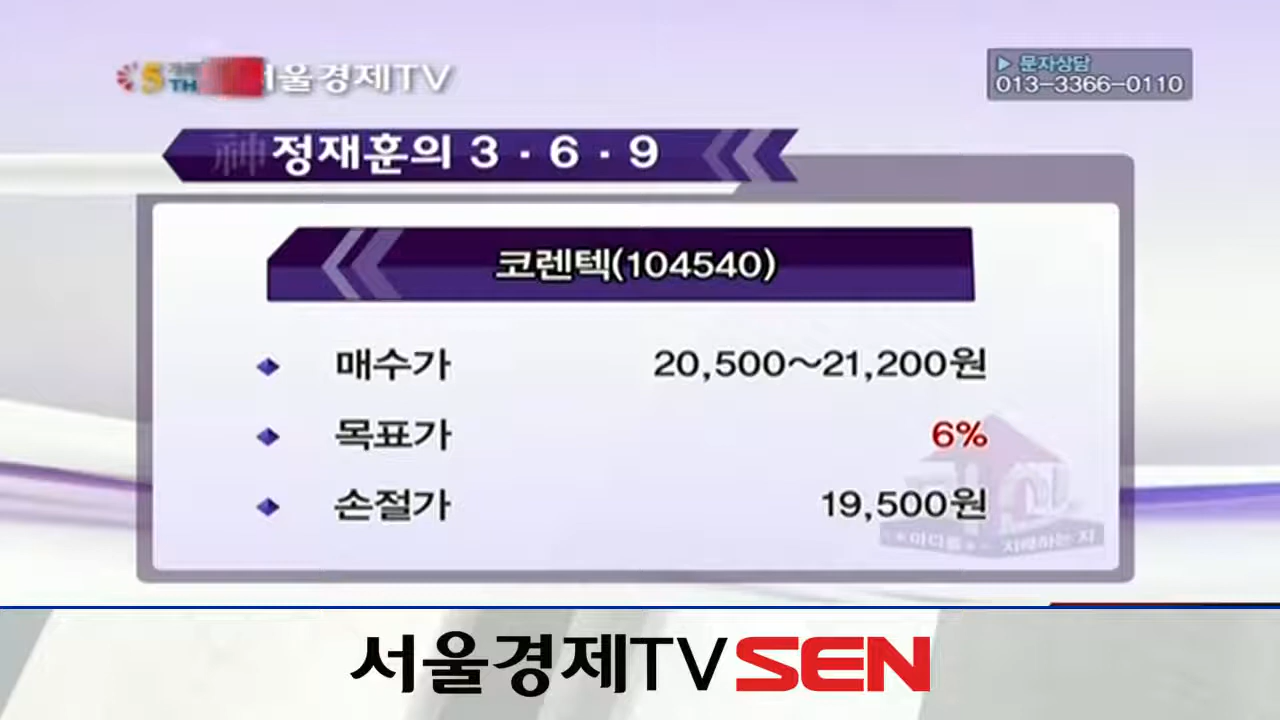 서울경제TV
▶ 문자상담
013-3366-0110
神 정재훈의 3·6·9
코렌텍(104540)
매수가 20,500~21,200원
목표가 6%
손절가 19,500원
서울경제TV SEN